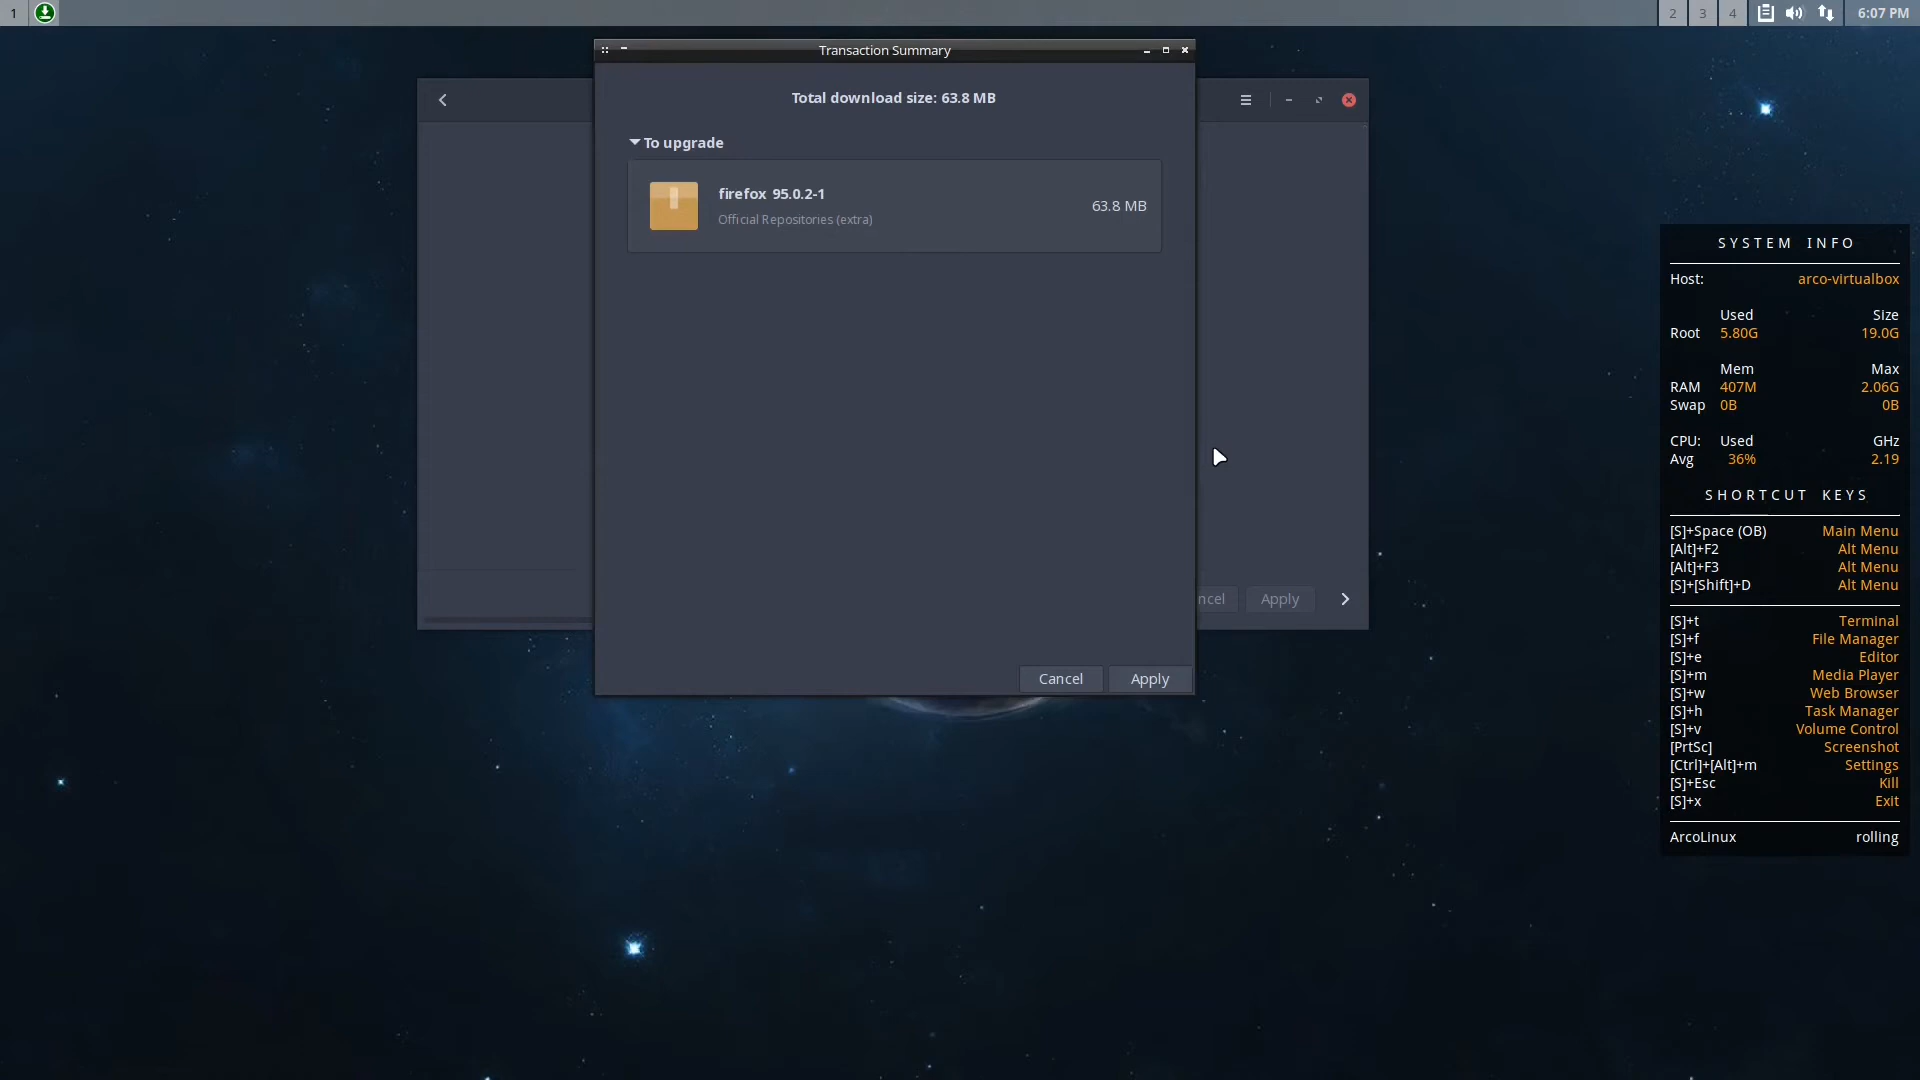 1
2 3 4 6:07 PM
Transaction Summary
Total download size: 63.8 MB
To upgrade
firefox 95.0.2-1
Official Repositories (extra)
63.8 MB
ncel Apply
Cancel Apply
SYSTEM INFO
Host: arco-virtualbox
Used Size
Root 5.80G 19.0G
Mem Max
RAM 407M 2.06G
Swap 0B 0B
CPU: Used GHz
Avg 36% 2.19
SHORTCUT KEYS
[S]+Space (OB) Main Menu
[Alt]+F2 Alt Menu
[Alt]+F3 Alt Menu
[S]+[Shift]+D Alt Menu
[S]+t Terminal
[S]+f File Manager
[S]+e Editor
[S]+m Media Player
[S]+w Web Browser
[S]+h Task Manager
[S]+v Volume Control
[PrtSc] Screenshot
[Ctrl]+[Alt]+m Settings
[S]+Esc Kill
[S]+x Exit
ArcoLinux rolling